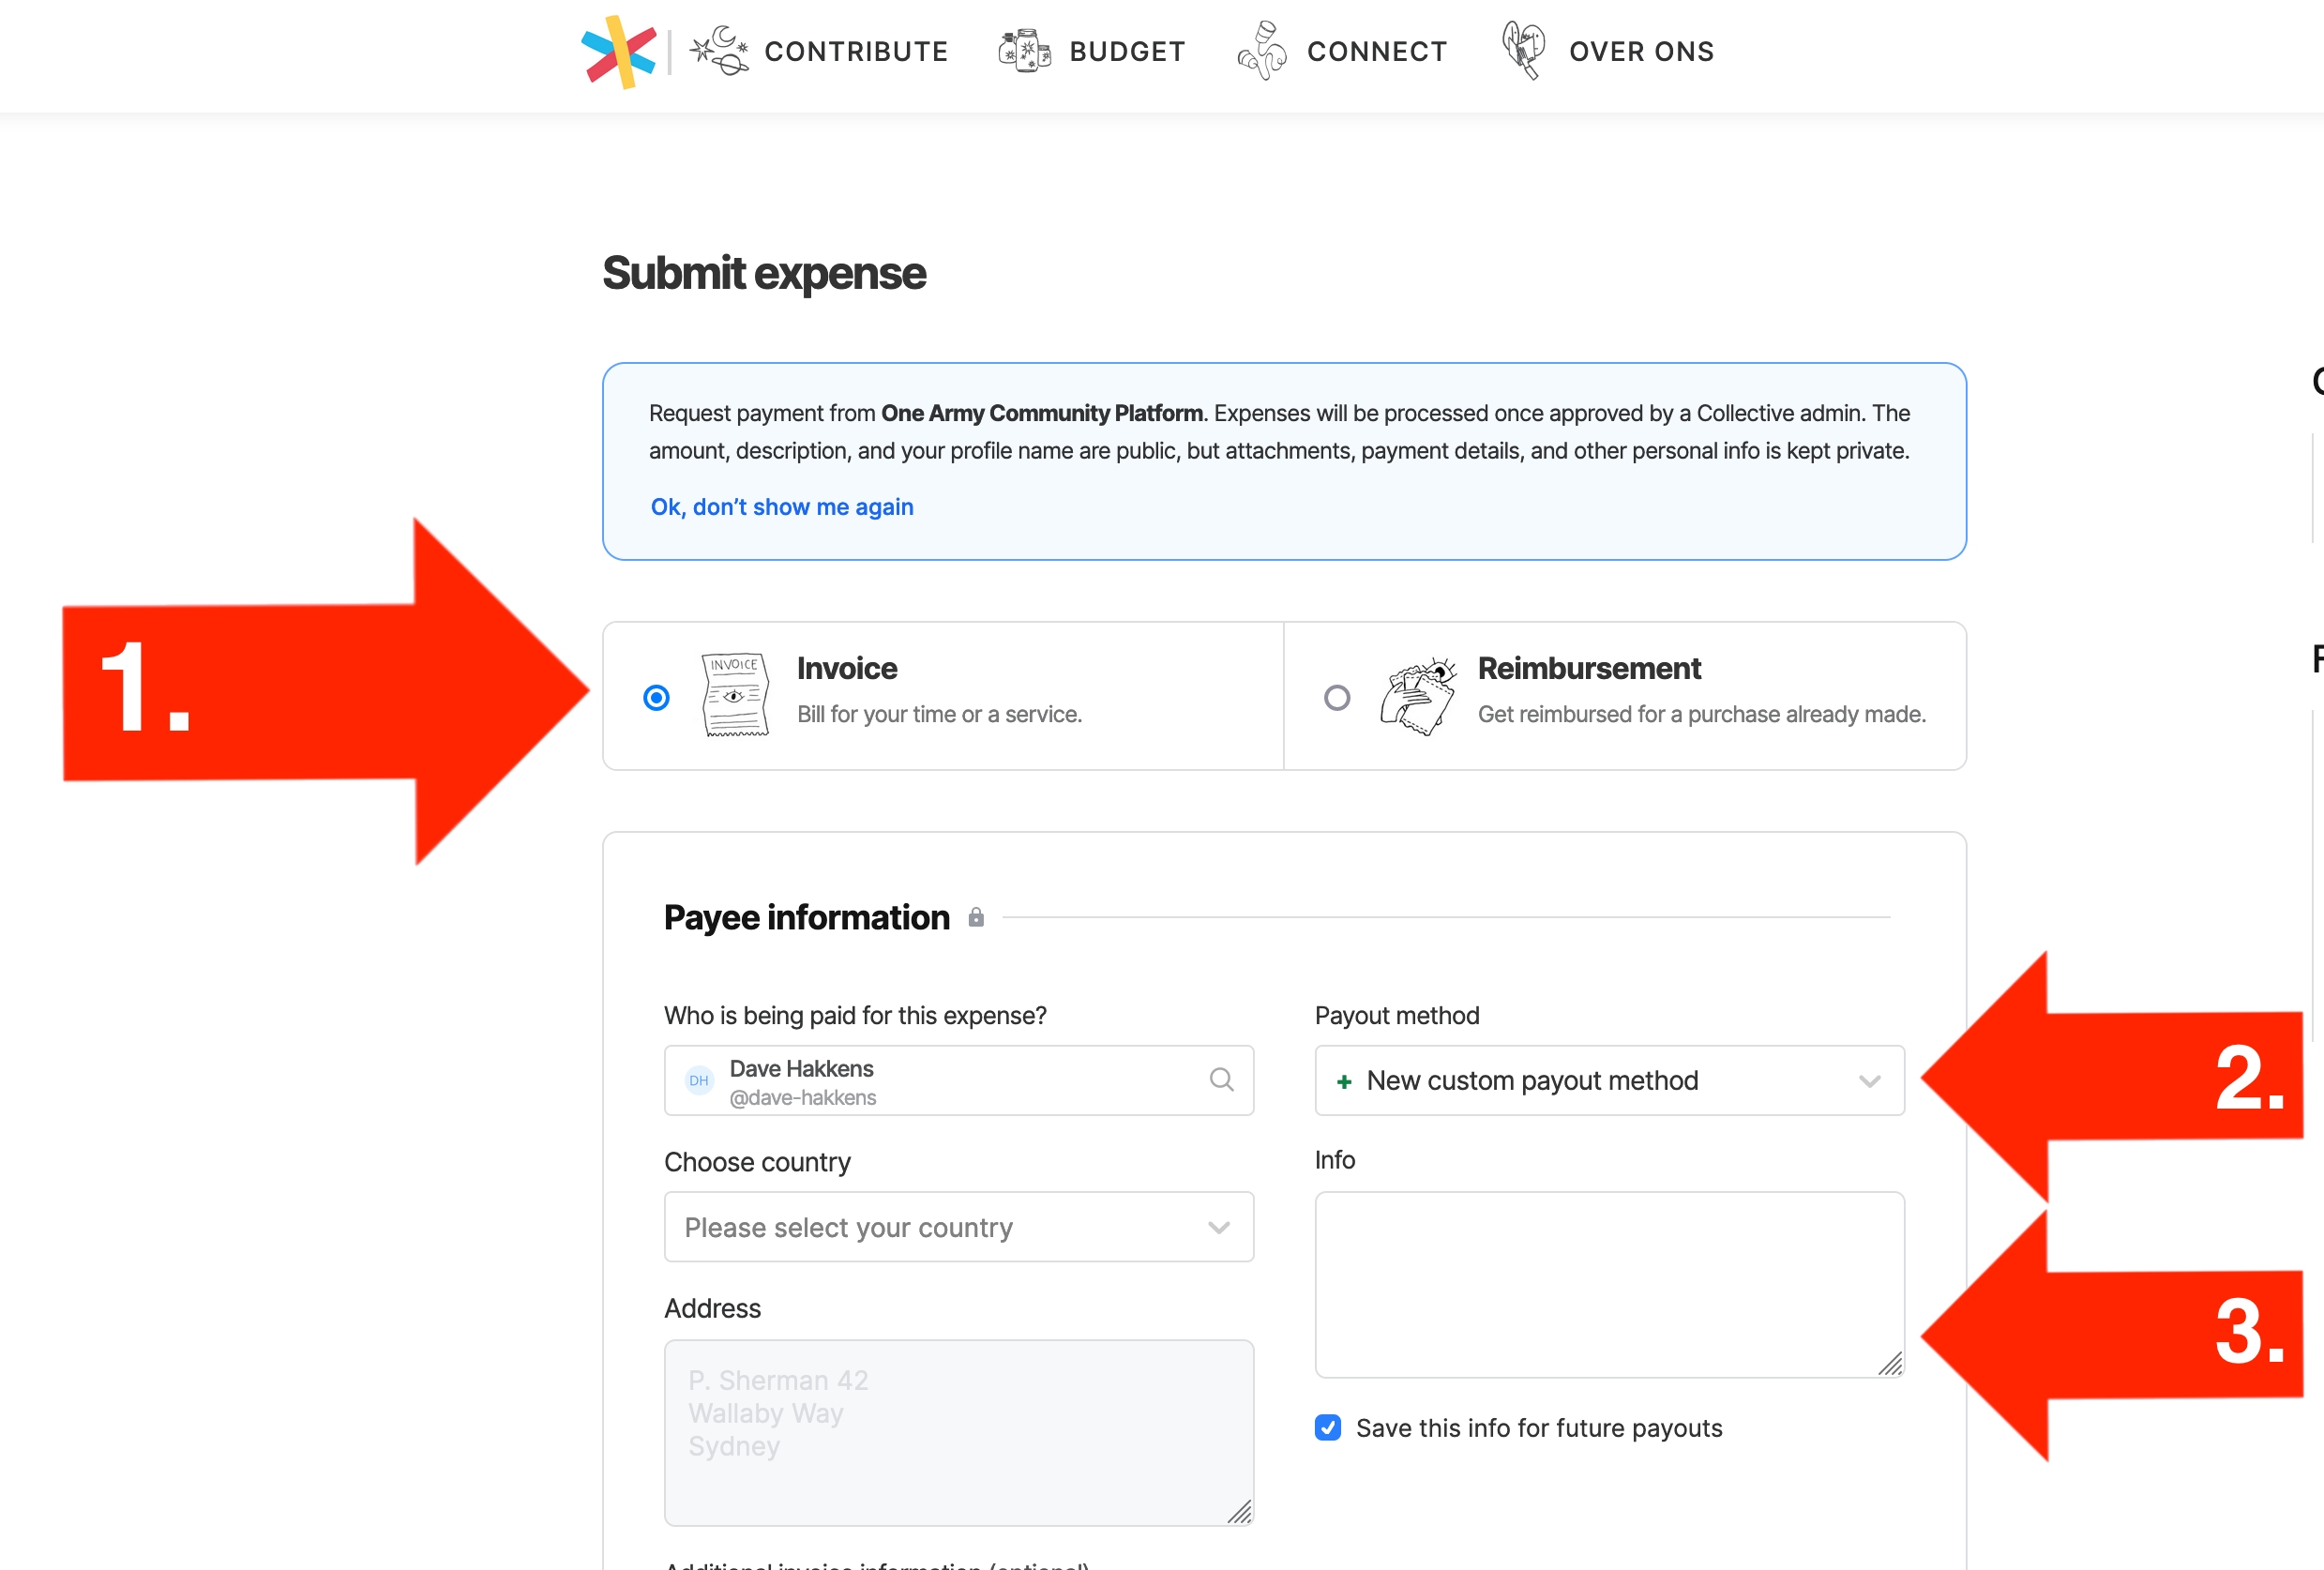 CONTRIBUTE
BUDGET
CONNECT
OVER ONS
Submit expense
Request payment from One Army Community Platform. Expenses will be processed once approved by a Collective admin. The
amount, description, and your profile name are public, but attachments, payment details, and other personal info is kept private.
Ok, don’t show me again
1.
INVOICE
Invoice
Bill for your time or a service.
Reimbursement
Get reimbursed for a purchase already made.
Payee information
Who is being paid for this expense?
DH
Dave Hakkens
@dave-hakkens
Payout method
+ New custom payout method
2.
Choose country
Please select your country
Info
3.
Address
P. Sherman 42
Wallaby Way
Sydney
Save this info for future payouts
Additional invoice information (optional)